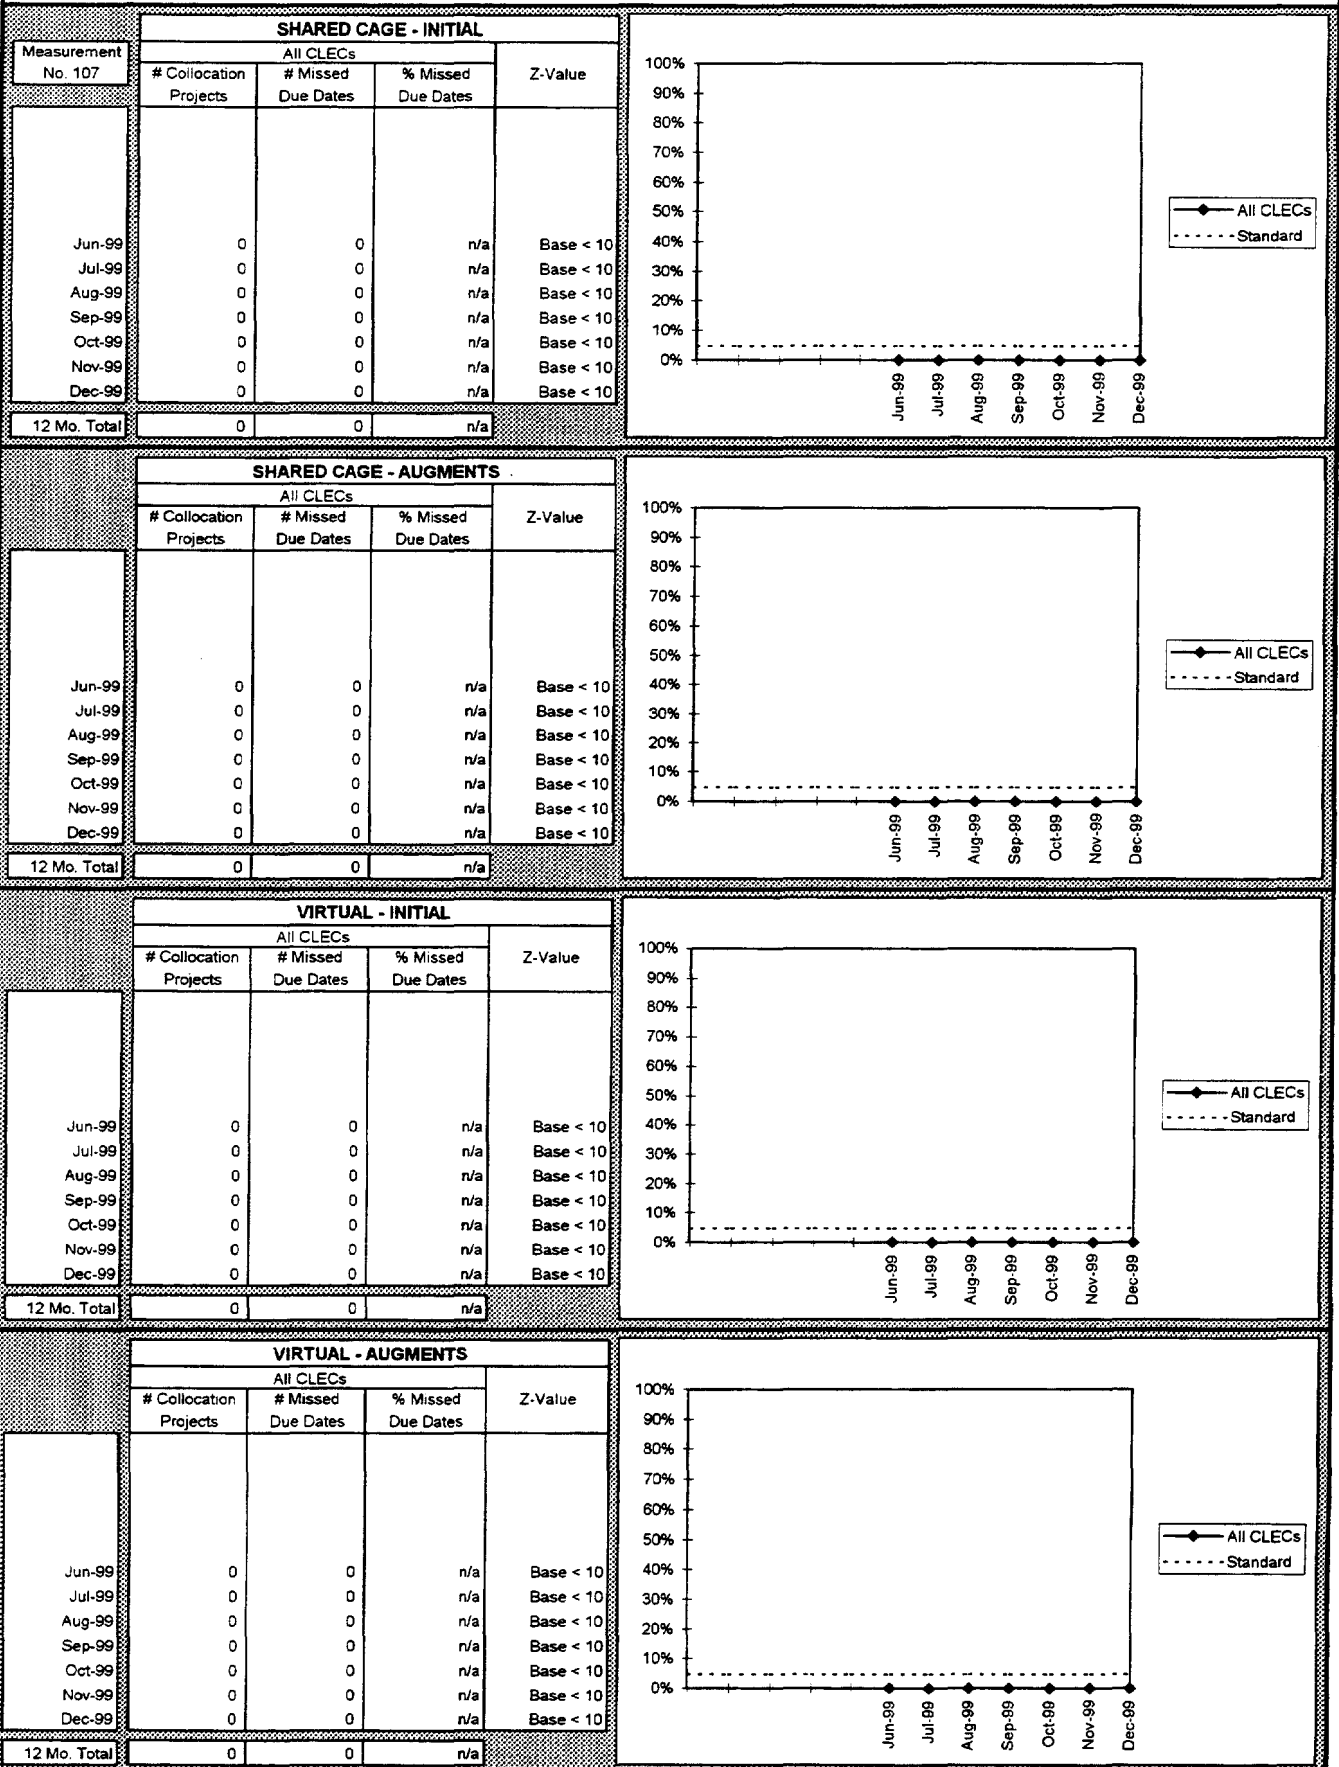 SHARED CAGE - INITIAL
Measurement
No. 107
All CLECs
# Collocation Projects
# Missed Due Dates
% Missed Due Dates
Z-Value
Jun-99 0 0 n/a Base < 10
Jul-99 0 0 n/a Base < 10
Aug-99 0 0 n/a Base < 10
Sep-99 0 0 n/a Base < 10
Oct-99 0 0 n/a Base < 10
Nov-99 0 0 n/a Base < 10
Dec-99 0 0 n/a Base < 10
12 Mo. Total 0 0 n/a
100%
90%
80%
70%
60%
50%
40%
30%
20%
10%
0%
Jun-99
Jul-99
Aug-99
Sep-99
Oct-99
Nov-99
Dec-99
All CLECs
Standard
SHARED CAGE - AUGMENTS
All CLECs
# Collocation Projects
# Missed Due Dates
% Missed Due Dates
Z-Value
Jun-99 0 0 n/a Base < 10
Jul-99 0 0 n/a Base < 10
Aug-99 0 0 n/a Base < 10
Sep-99 0 0 n/a Base < 10
Oct-99 0 0 n/a Base < 10
Nov-99 0 0 n/a Base < 10
Dec-99 0 0 n/a Base < 10
12 Mo. Total 0 0 n/a
100%
90%
80%
70%
60%
50%
40%
30%
20%
10%
0%
Jun-99
Jul-99
Aug-99
Sep-99
Oct-99
Nov-99
Dec-99
All CLECs
Standard
VIRTUAL - INITIAL
All CLECs
# Collocation Projects
# Missed Due Dates
% Missed Due Dates
Z-Value
Jun-99 0 0 n/a Base < 10
Jul-99 0 0 n/a Base < 10
Aug-99 0 0 n/a Base < 10
Sep-99 0 0 n/a Base < 10
Oct-99 0 0 n/a Base < 10
Nov-99 0 0 n/a Base < 10
Dec-99 0 0 n/a Base < 10
12 Mo. Total 0 0 n/a
100%
90%
80%
70%
60%
50%
40%
30%
20%
10%
0%
Jun-99
Jul-99
Aug-99
Sep-99
Oct-99
Nov-99
Dec-99
All CLECs
Standard
VIRTUAL - AUGMENTS
All CLECs
# Collocation Projects
# Missed Due Dates
% Missed Due Dates
Z-Value
Jun-99 0 0 n/a Base < 10
Jul-99 0 0 n/a Base < 10
Aug-99 0 0 n/a Base < 10
Sep-99 0 0 n/a Base < 10
Oct-99 0 0 n/a Base < 10
Nov-99 0 0 n/a Base < 10
Dec-99 0 0 n/a Base < 10
12 Mo. Total 0 0 n/a
100%
90%
80%
70%
60%
50%
40%
30%
20%
10%
0%
Jun-99
Jul-99
Aug-99
Sep-99
Oct-99
Nov-99
Dec-99
All CLECs
Standard